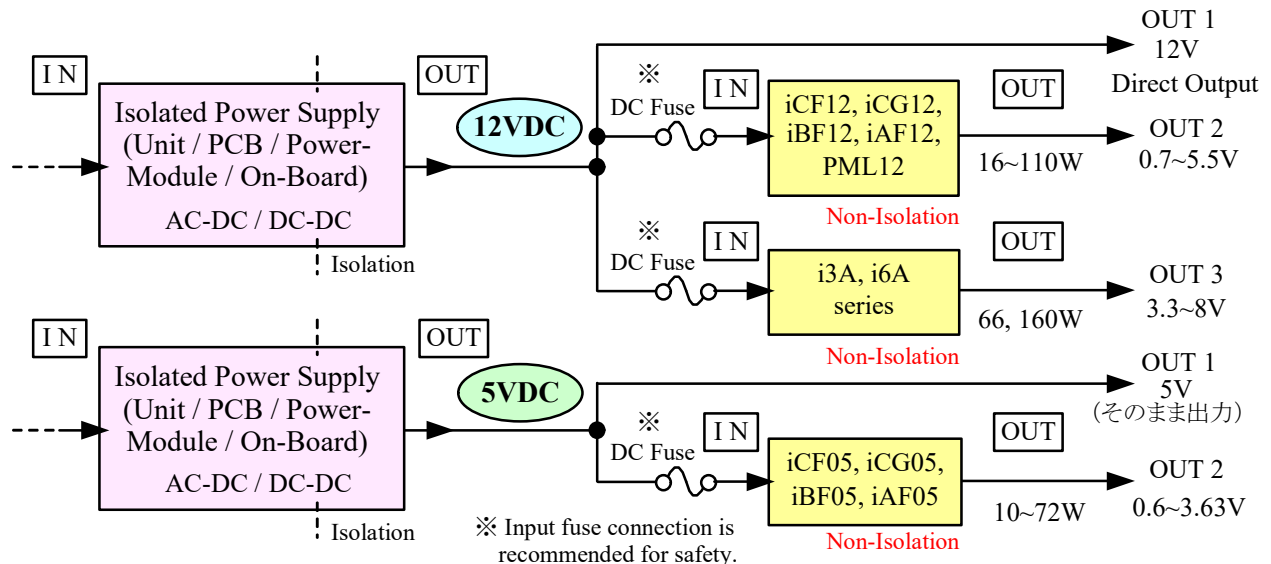 I N
Isolated Power Supply
(Unit / PCB / Power-
Module / On-Board)
AC-DC / DC-DC
Isolation
OUT
12VDC
OUT 1
12V
Direct Output
※
DC Fuse
I N
iCF12, iCG12,
iBF12, iAF12,
PML12
Non-Isolation
OUT
16~110W
OUT 2
0.7~5.5V
※
DC Fuse
I N
i3A, i6A
series
Non-Isolation
OUT
66, 160W
OUT 3
3.3~8V
I N
Isolated Power Supply
(Unit / PCB / Power-
Module / On-Board)
AC-DC / DC-DC
Isolation
OUT
5VDC
OUT 1
5V
（そのまま出力）
※
DC Fuse
I N
iCF05, iCG05,
iBF05, iAF05
Non-Isolation
OUT
10~72W
OUT 2
0.6~3.63V
※ Input fuse connection is
recommended for safety.